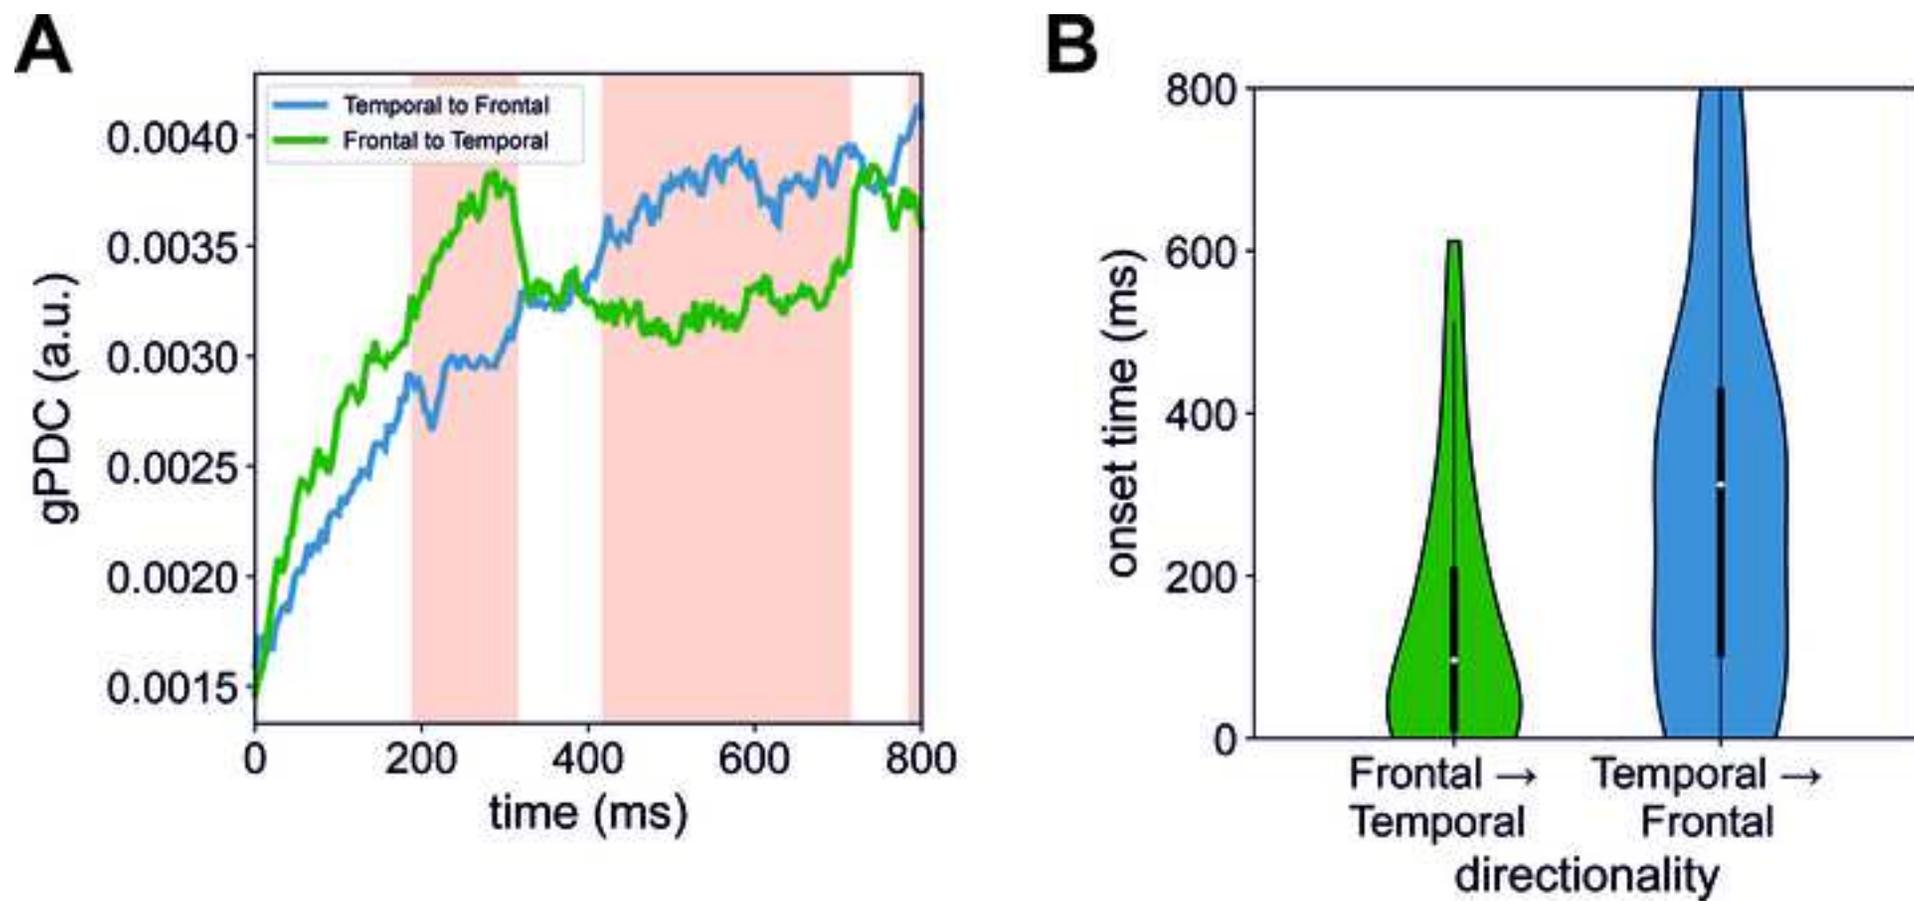 A
Temporal to Frontal
Frontal to Temporal
0.0040
0.0035
0.0030
0.0025
0.0020
0.0015
gPDC (a.u.)
0 200 400 600 800
time (ms)
B
800
600
400
200
0
onset time (ms)
Frontal → Temporal →
Temporal Frontal
directionality